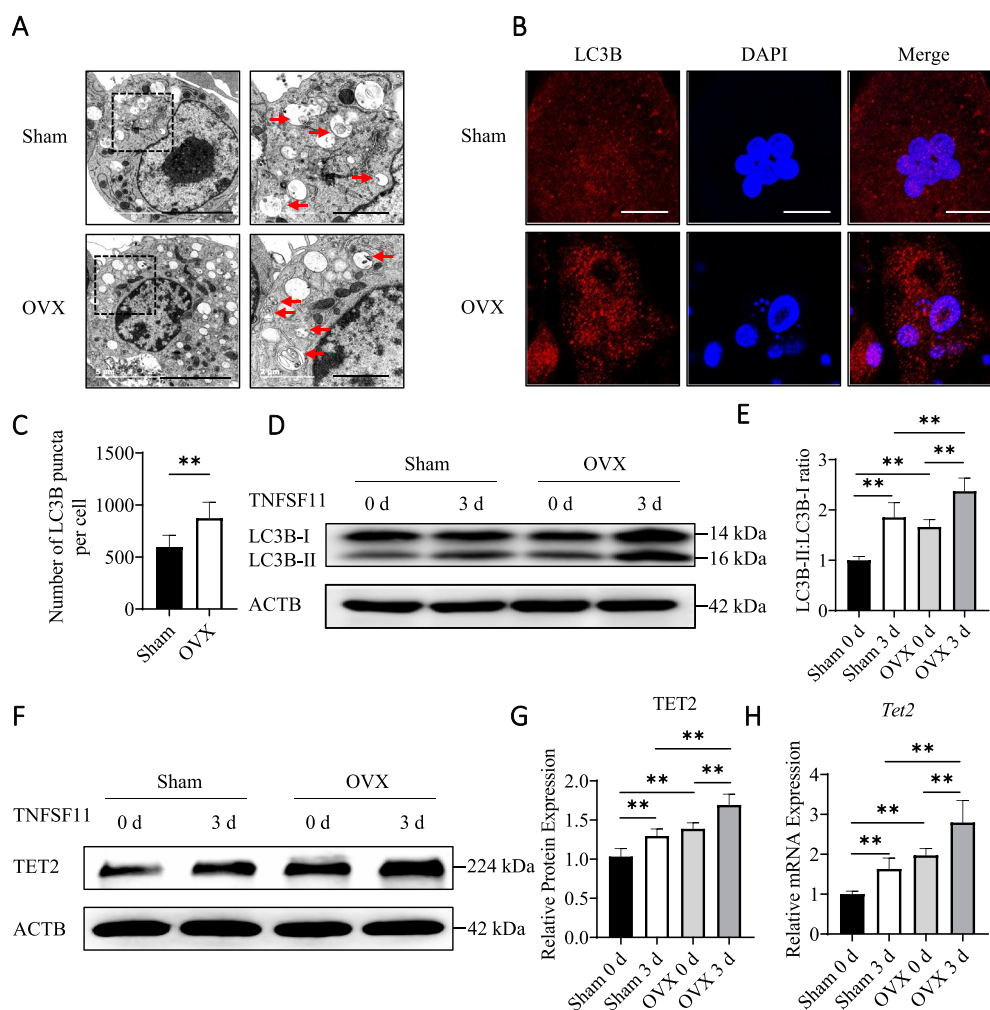 A
Sham
OVX
5 μm
2 μm
B
LC3B DAPI Merge
Sham
OVX
C
Number of LC3B puncta per cell
1500
1000
500
0
**
Sham
OVX
D
Sham OVX
TNFSF11 0 d 3 d 0 d 3 d
LC3B-I 14 kDa
LC3B-II 16 kDa
ACTB 42 kDa
E
LC3B-II:LC3B-I ratio
3
2
1
0
**
**
**
**
Sham 0 d
Sham 3 d
OVX 0 d
OVX 3 d
F
Sham OVX
TNFSF11 0 d 3 d 0 d 3 d
TET2 224 kDa
ACTB 42 kDa
G
TET2
Relative Protein Expression
2.0
1.5
1.0
0.5
0.0
**
**
**
**
Sham 0 d
Sham 3 d
OVX 0 d
OVX 3 d
H
Tet2
Relative mRNA Expression
4
3
2
1
0
**
**
**
**
Sham 0 d
Sham 3 d
OVX 0 d
OVX 3 d